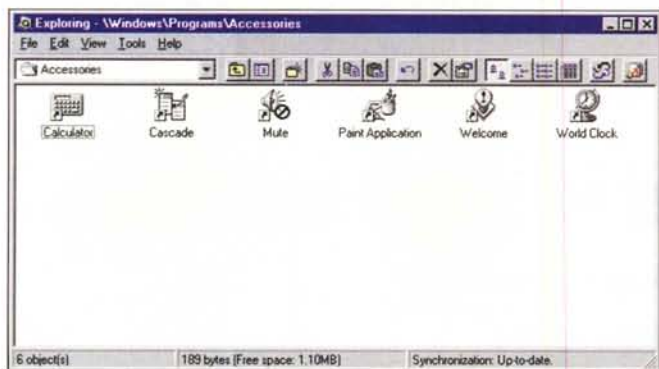 Exploring - \Windows\Programs\Accessories
File Edit View Tools Help
Accessories
Calculator Cascade Mute Paint Application Welcome World Clock
6 object(s) 189 bytes (Free space: 1.10MB) Synchronization: Up-to-date.